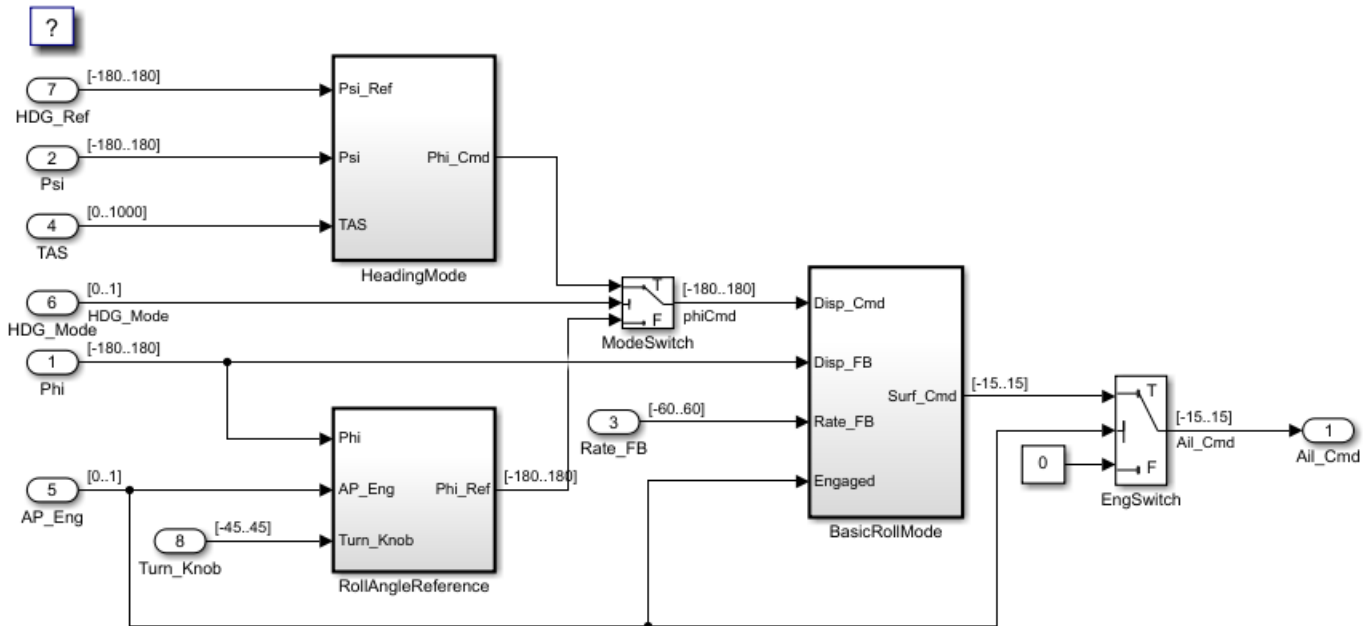 ?
[-180..180]
7
HDG_Ref
Psi_Ref
[-180..180]
2
Psi
Psi
Phi_Cmd
[0..1000]
4
TAS
TAS
HeadingMode
[0..1]
6
HDG_Mode
HDG_Mode
T
F
ModeSwitch
[-180..180]
phiCmd
[-180..180]
1
Phi
Disp_Cmd
Disp_FB
Rate_FB
Engaged
Surf_Cmd
BasicRollMode
[-60..60]
3
Rate_FB
Phi
AP_Eng
Turn_Knob
Phi_Ref
RollAngleReference
[-180..180]
[0..1]
5
AP_Eng
[-45..45]
8
Turn_Knob
[-15..15]
0
T
F
EngSwitch
[-15..15]
Ail_Cmd
1
Ail_Cmd